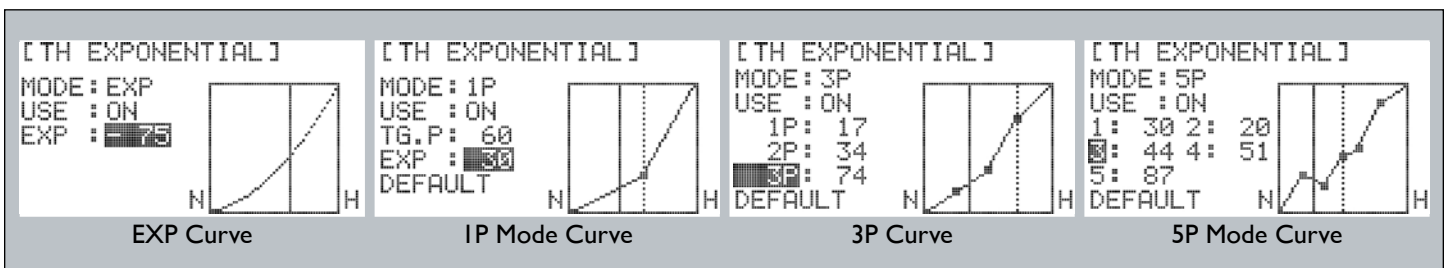 [TH EXPONENTIAL]
MODE:EXP
USE :ON
EXP :- 75
N
H
EXP Curve
[TH EXPONENTIAL]
MODE:1P
USE :ON
TG.P: 60
EXP : 30
DEFAULT
N
H
1P Mode Curve
[TH EXPONENTIAL]
MODE:3P
USE :ON
1P: 17
2P: 34
3P: 74
DEFAULT
N
H
3P Curve
[TH EXPONENTIAL]
MODE:5P
USE :ON
1: 30 2: 20
3: 44 4: 51
5: 87
DEFAULT
N
H
5P Mode Curve